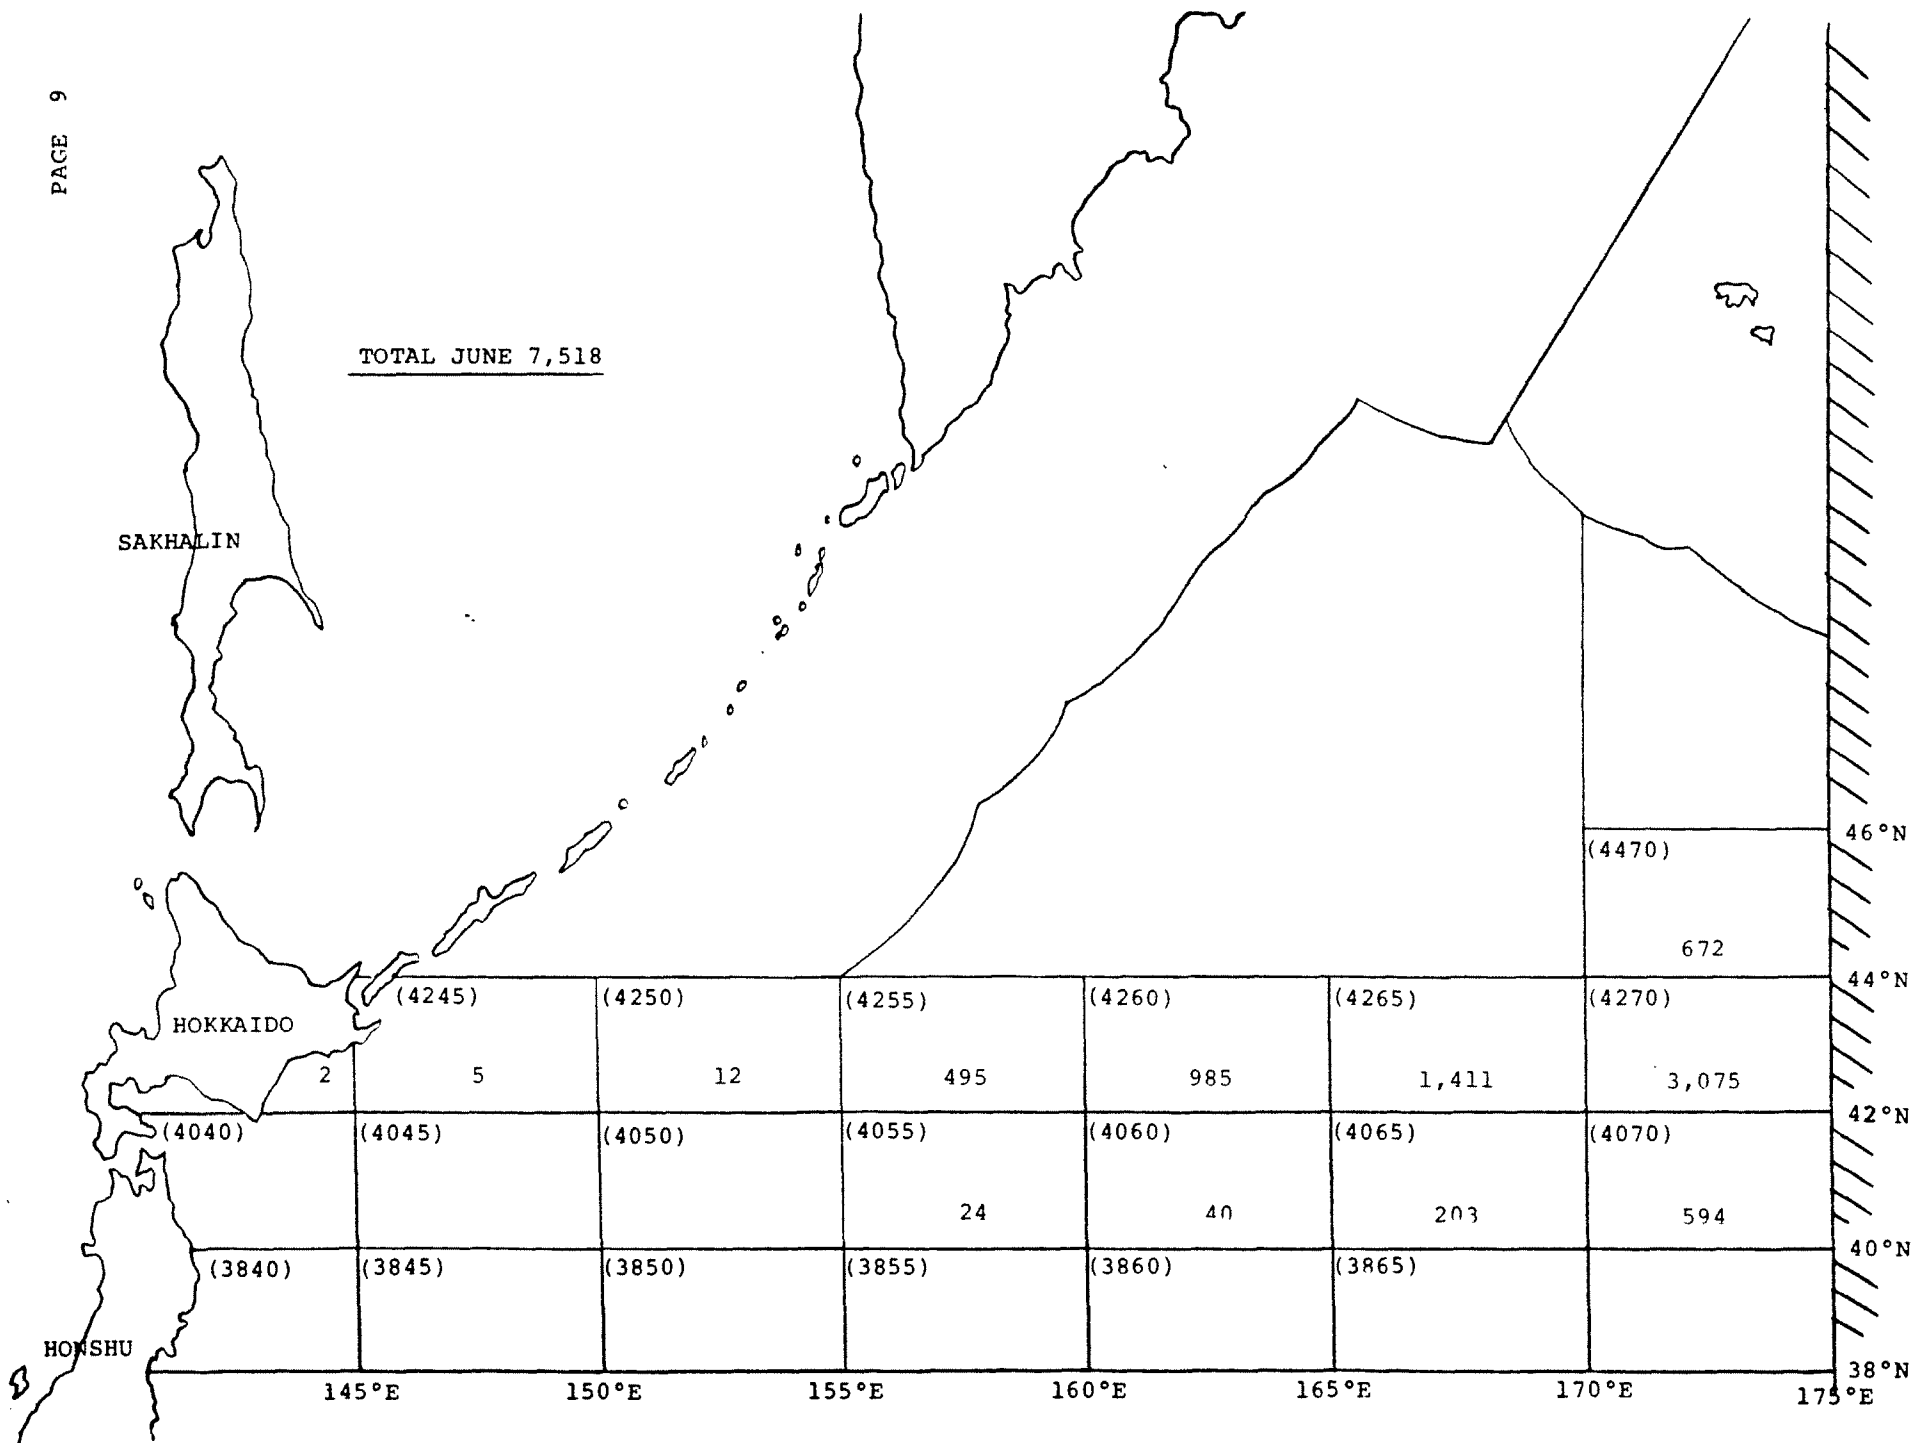 PAGE 9
TOTAL JUNE 7,518
SAKHALIN
46°N
(4470)
672
44°N
(4245) (4250) (4255) (4260) (4265) (4270)
HOKKAIDO
2 5 12 495 985 1,411 3,075
42°N
(4040) (4045) (4050) (4055) (4060) (4065) (4070)
24 40 203 594
40°N
(3840) (3845) (3850) (3855) (3860) (3865)
HONSHU
38°N
145°E 150°E 155°E 160°E 165°E 170°E 175°E